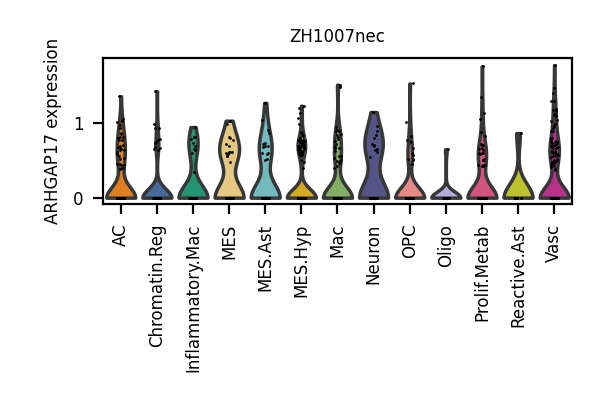 ZH1007nec
ARHGAP17 expression
1
0
AC
Chromatin.Reg
Inflammatory.Mac
MES
MES.Ast
MES.Hyp
Mac
Neuron
OPC
Oligo
Prolif.Metab
Reactive.Ast
Vasc